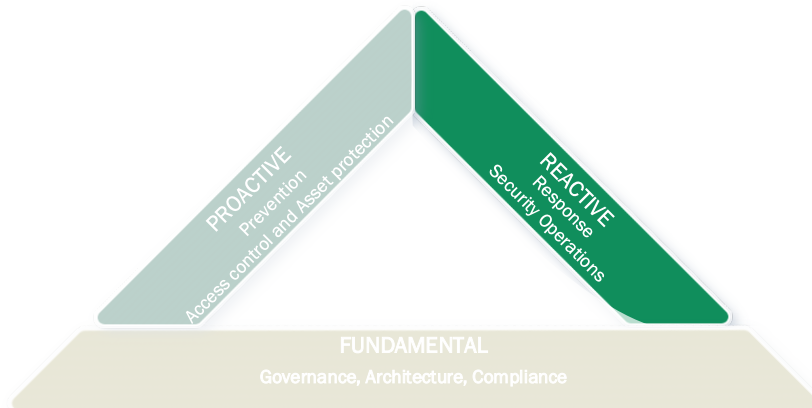 PROACTIVE
Prevention
Access control and Asset protection
REACTIVE
Response
Security Operations
FUNDAMENTAL
Governance, Architecture, Compliance